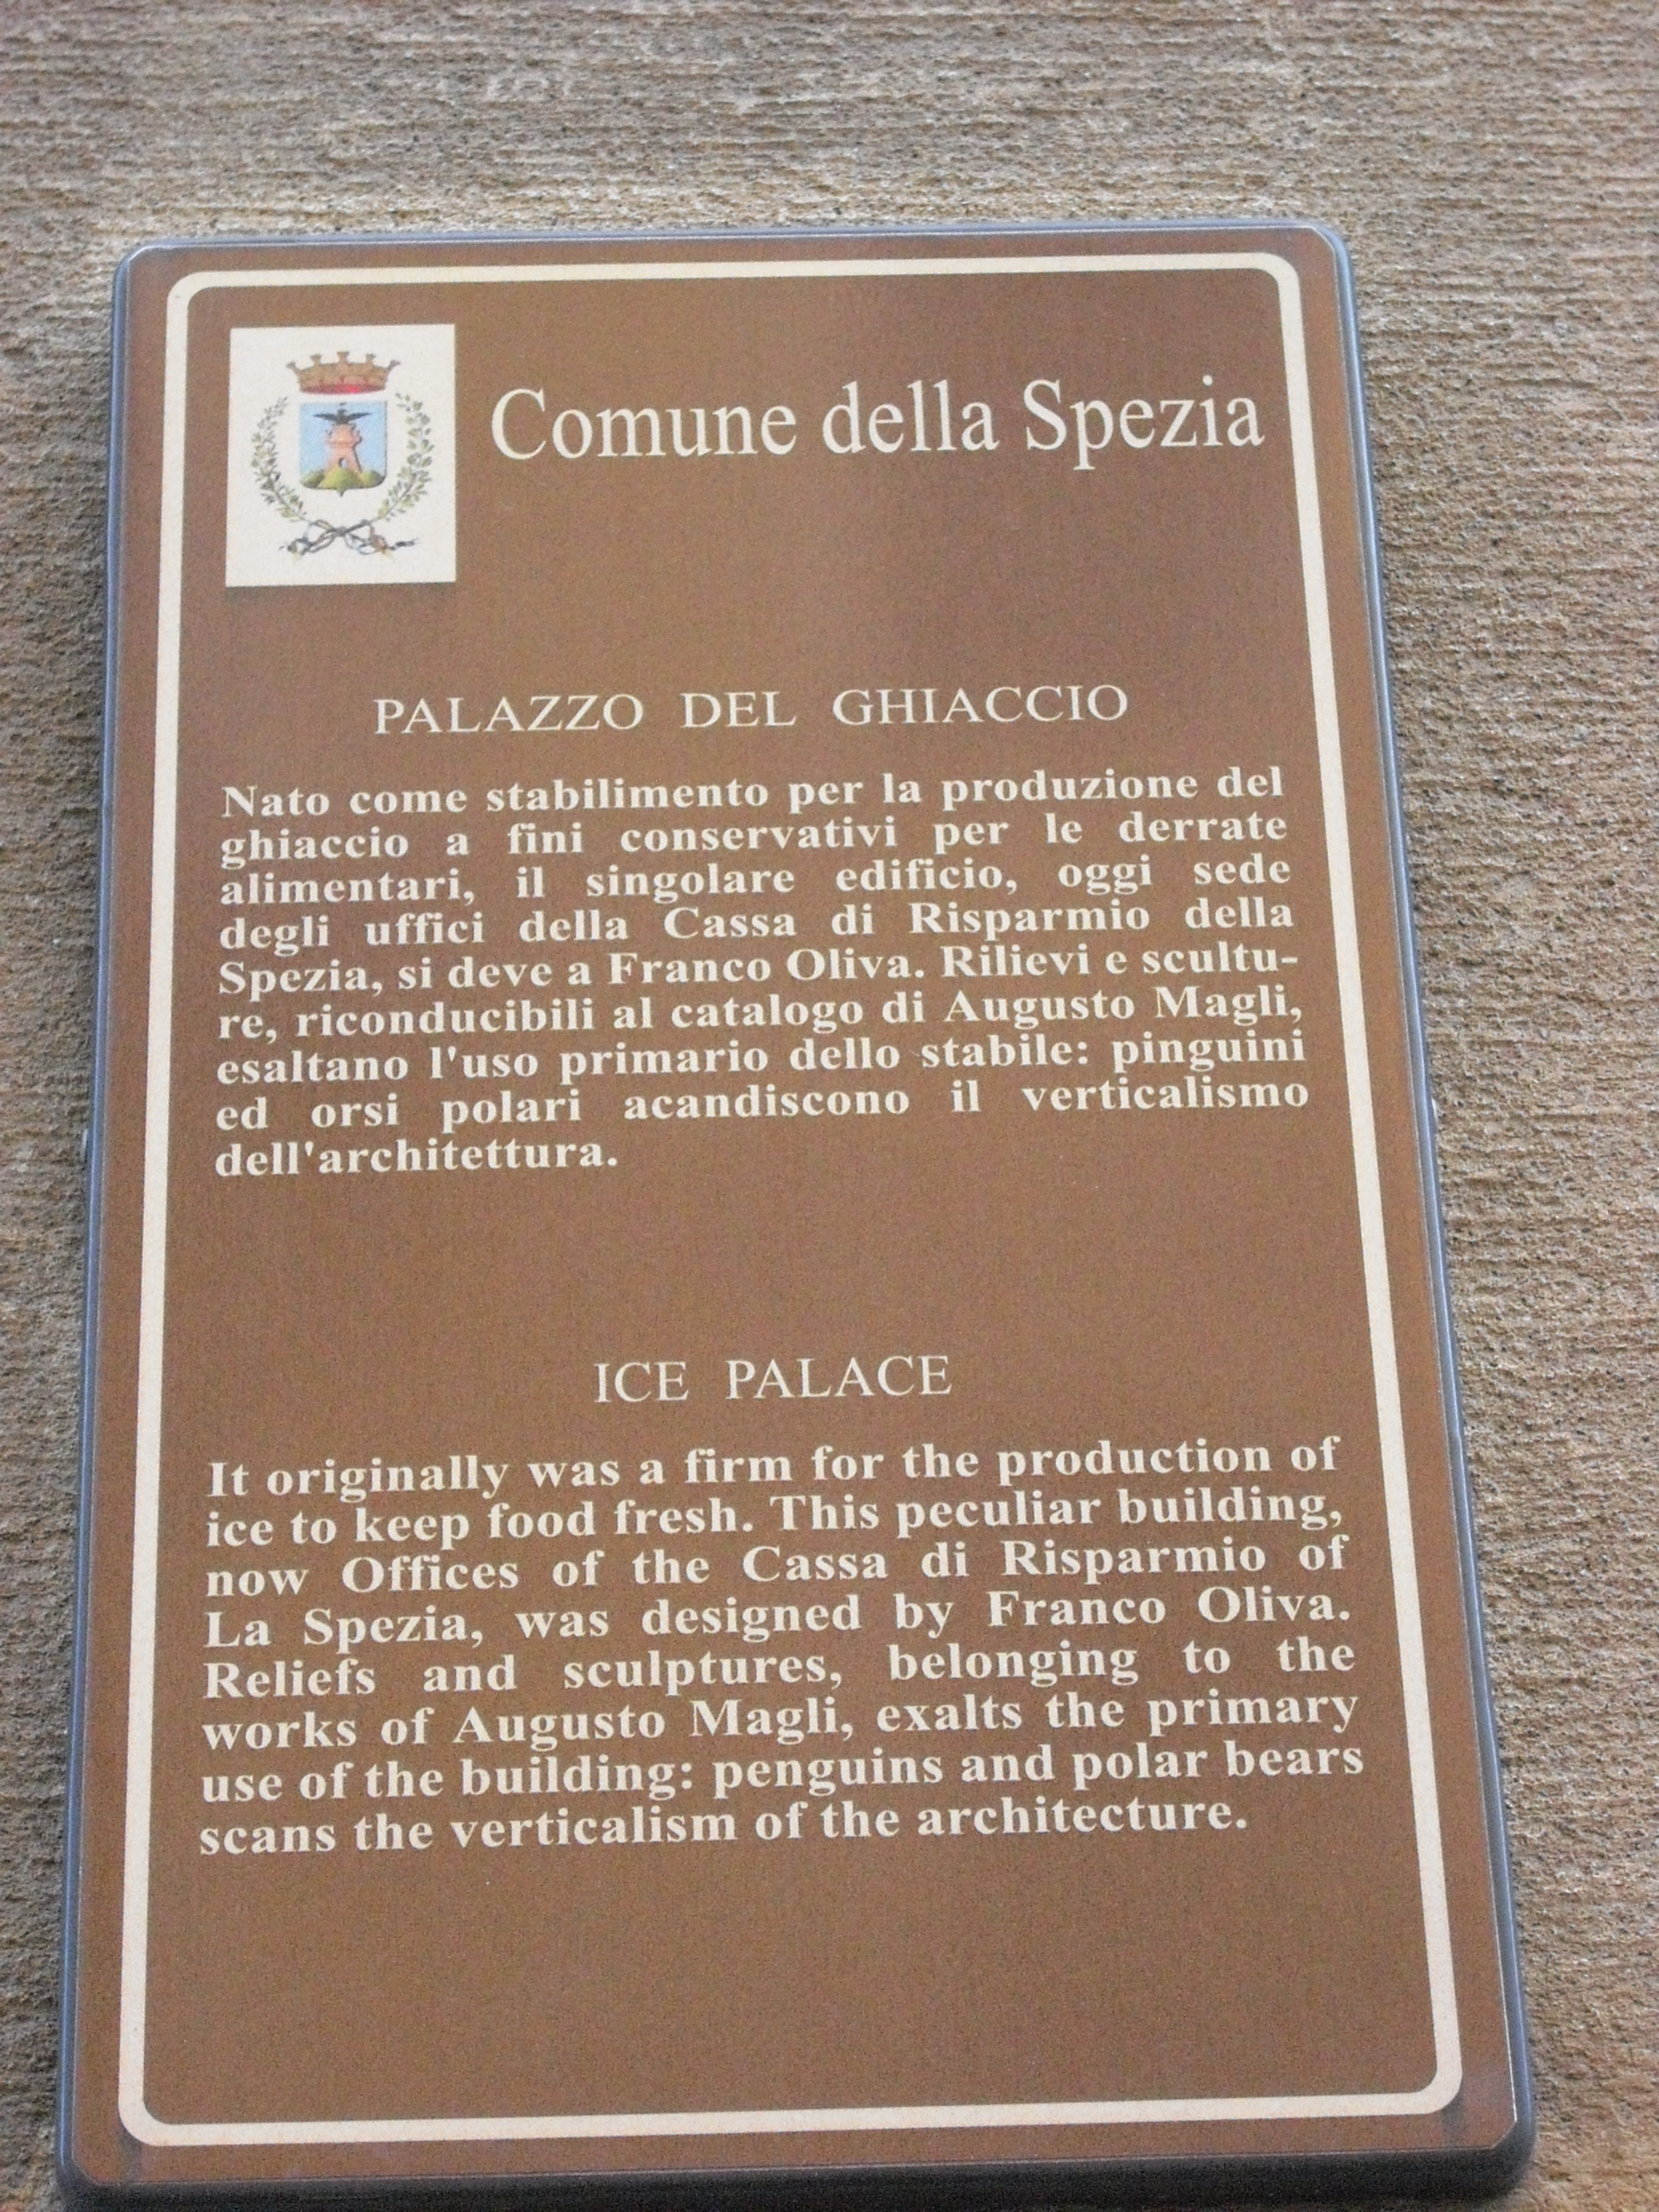 Comune della Spezia
PALAZZO DEL GHIACCIO
Nato come stabilimento per la produzione del
ghiaccio a fini conservativi per le derrate
alimentari, il singolare edificio, oggi sede
degli uffici della Cassa di Risparmio della
Spezia, si deve a Franco Oliva. Rilievi e scultu-
re, riconducibili al catalogo di Augusto Magli,
esaltano l'uso primario dello stabile: pinguini
ed orsi polari acandiscono il verticalismo
dell'architettura.
ICE PALACE
It originally was a firm for the production of
ice to keep food fresh. This peculiar building,
now Offices of the Cassa di Risparmio of
La Spezia, was designed by Franco Oliva.
Reliefs and sculptures, belonging to the
works of Augusto Magli, exalts the primary
use of the building: penguins and polar bears
scans the verticalism of the architecture.